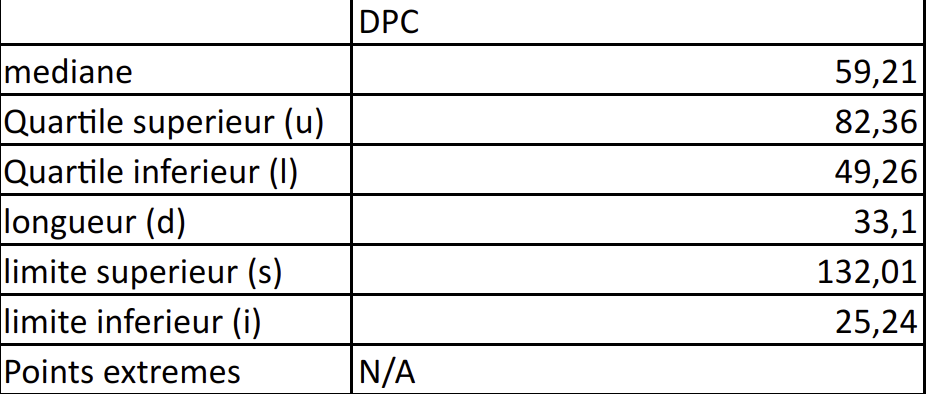 DPC
mediane 59,21
Quartile superieur (u) 82,36
Quartile inferieur (l) 49,26
longueur (d) 33,1
limite superieur (s) 132,01
limite inferieur (i) 25,24
Points extremes N/A